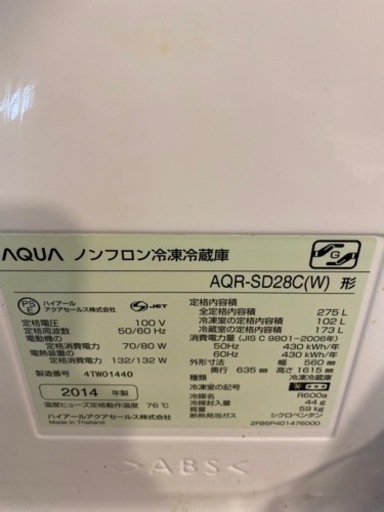 AQUA ノンフロン冷凍冷蔵庫
G
AQR-SD28C(W) 形
PS E
ハイアール
アクアセールス株式会社
S-JET
定格電圧 100 V
定格周波数 50/60 Hz
電動機の
定格消費電力 70/80 W
電熱装置の
定格消費電力 132/132 W
製造番号 4TW01440
2014 年製
温度ヒューズ定格動作温度 76℃
ハイアールアクアセールス株式会社
Made in Thailand
定格内容積
全定格内容積 275 L
冷凍室の定格内容積 102 L
冷蔵室の定格内容積 173 L
消費電力量 (JIS C 9801-2006年)
50Hz 430 kWh/年
60Hz 430 kWh/年
外形寸法 幅 560 mm
奥行 635 mm 高さ 1615 mm
種類 冷凍冷蔵庫
冷凍室の記号
冷媒名 R600a
冷媒封入量 44 g
質量 59 kg
断熱発泡ガス シクロペンタン
2FB6P401476000
>ABS<